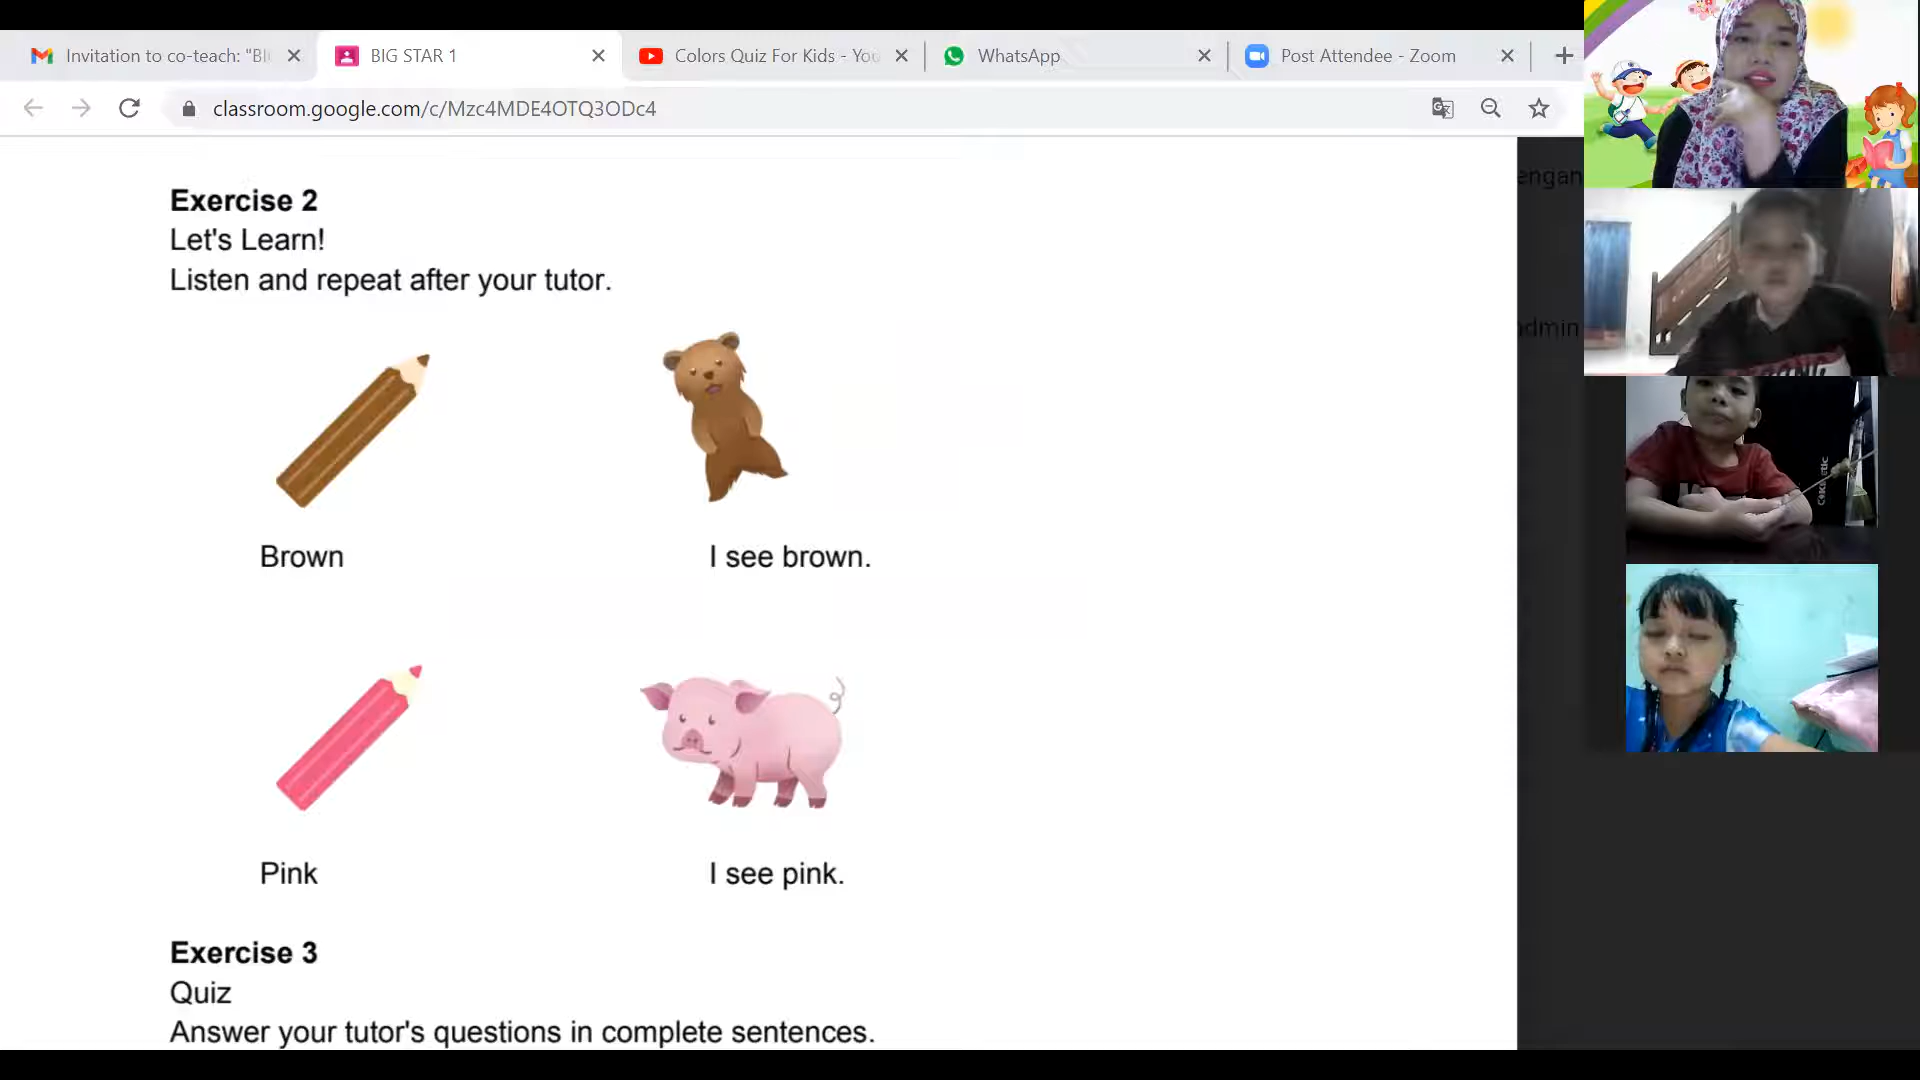 Invitation to co-teach: "BI
BIG STAR 1
Colors Quiz For Kids - You
WhatsApp
Post Attendee - Zoom
classroom.google.com/c/Mzc4MDE4OTQ3ODc4
Exercise 2
Let's Learn!
Listen and repeat after your tutor.
Brown
I see brown.
Pink
I see pink.
Exercise 3
Quiz
Answer your tutor's questions in complete sentences.
engan
dmin